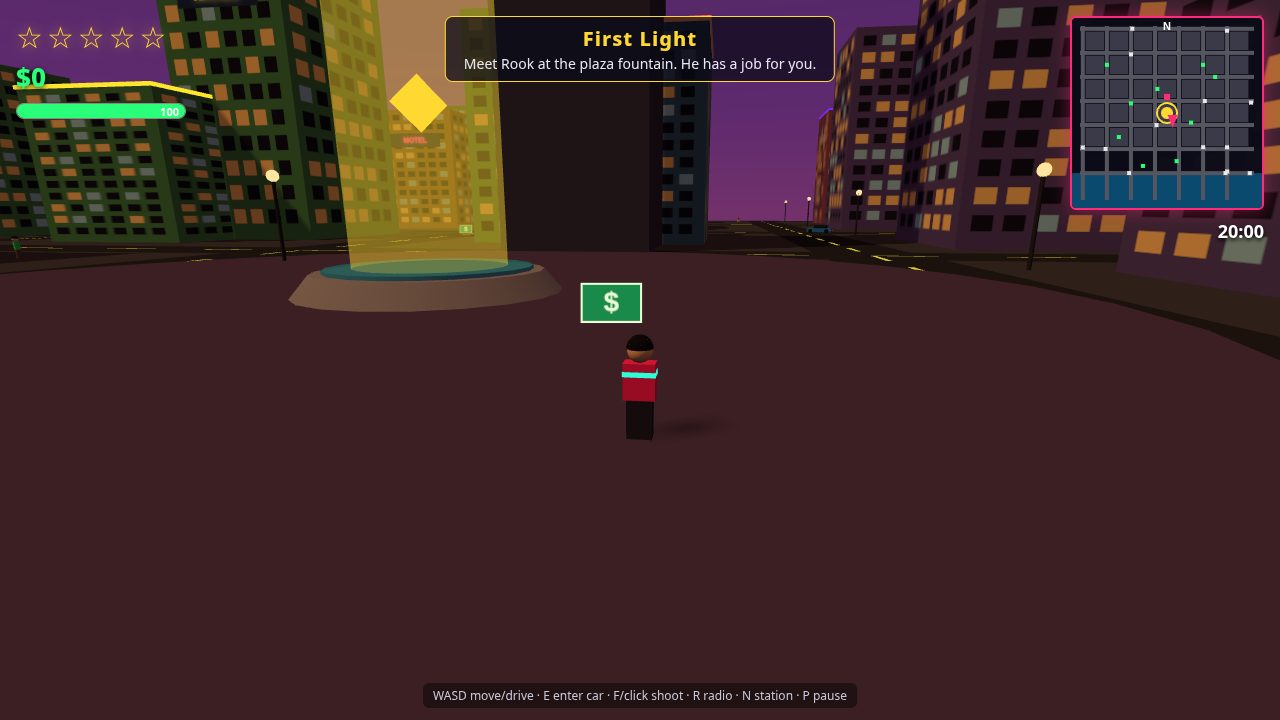 First Light
Meet Rook at the plaza fountain. He has a job for you.
N
$0
100
MOTEL
$
$
20:00
WASD move/drive · E enter car · F/click shoot · R radio · N station · P pause